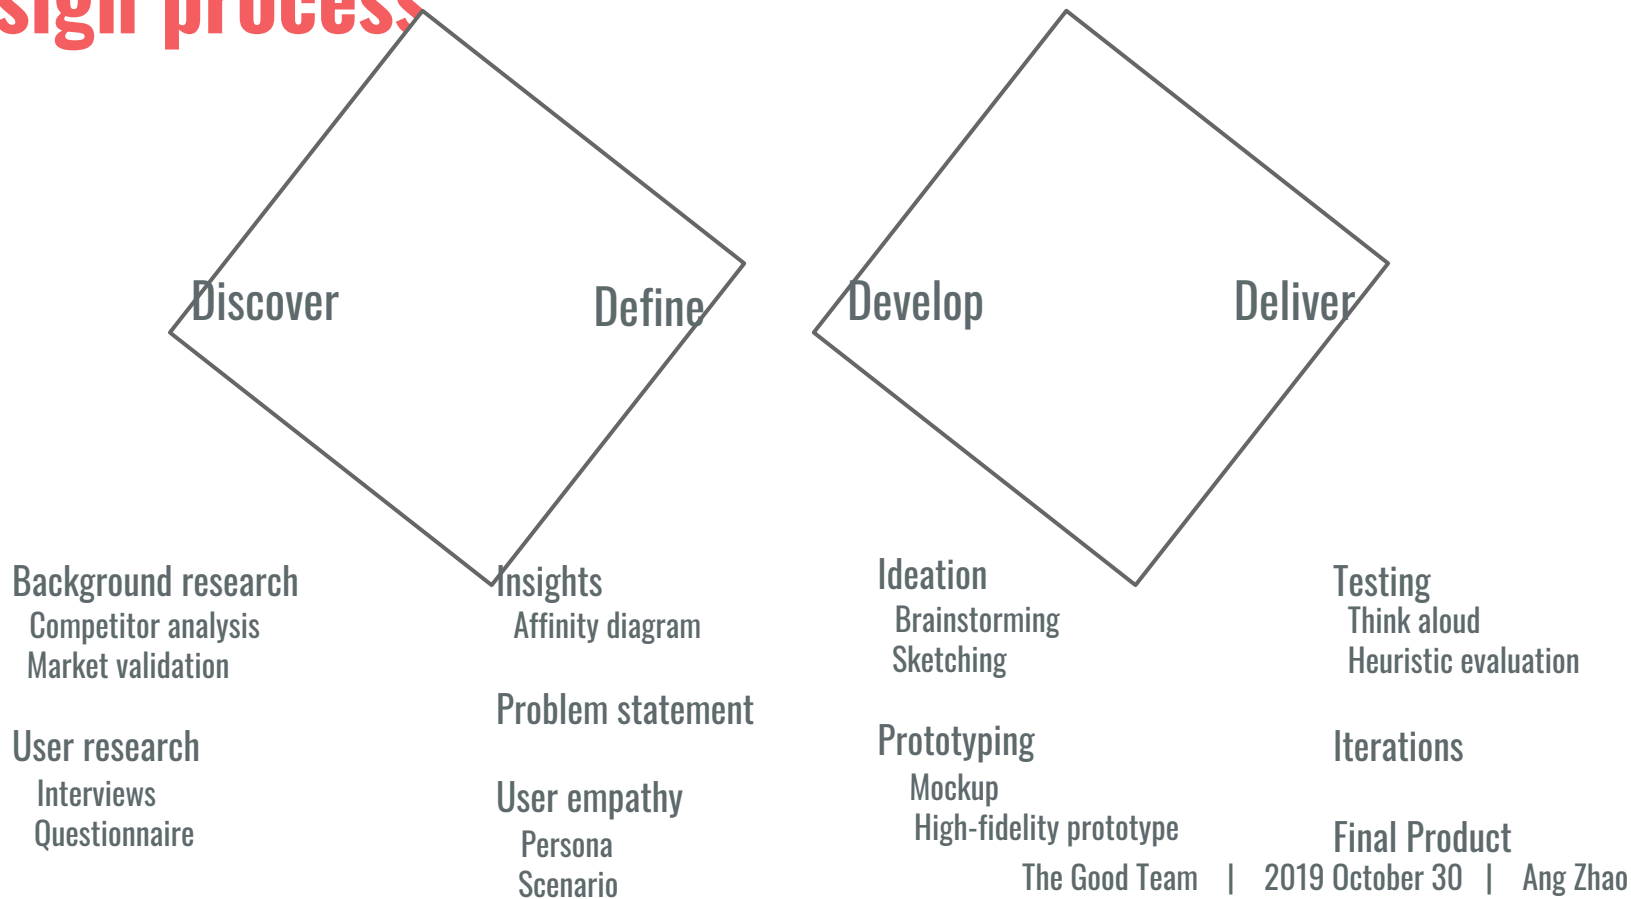 sign process
Discover
Define
Develop
Deliver
Background research
Competitor analysis
Market validation
User research
Interviews
Questionnaire
Insights
Affinity diagram
Problem statement
User empathy
Persona
Scenario
Ideation
Brainstorming
Sketching
Prototyping
Mockup
High-fidelity prototype
Testing
Think aloud
Heuristic evaluation
Iterations
Final Product
The Good Team | 2019 October 30 | Ang Zhao